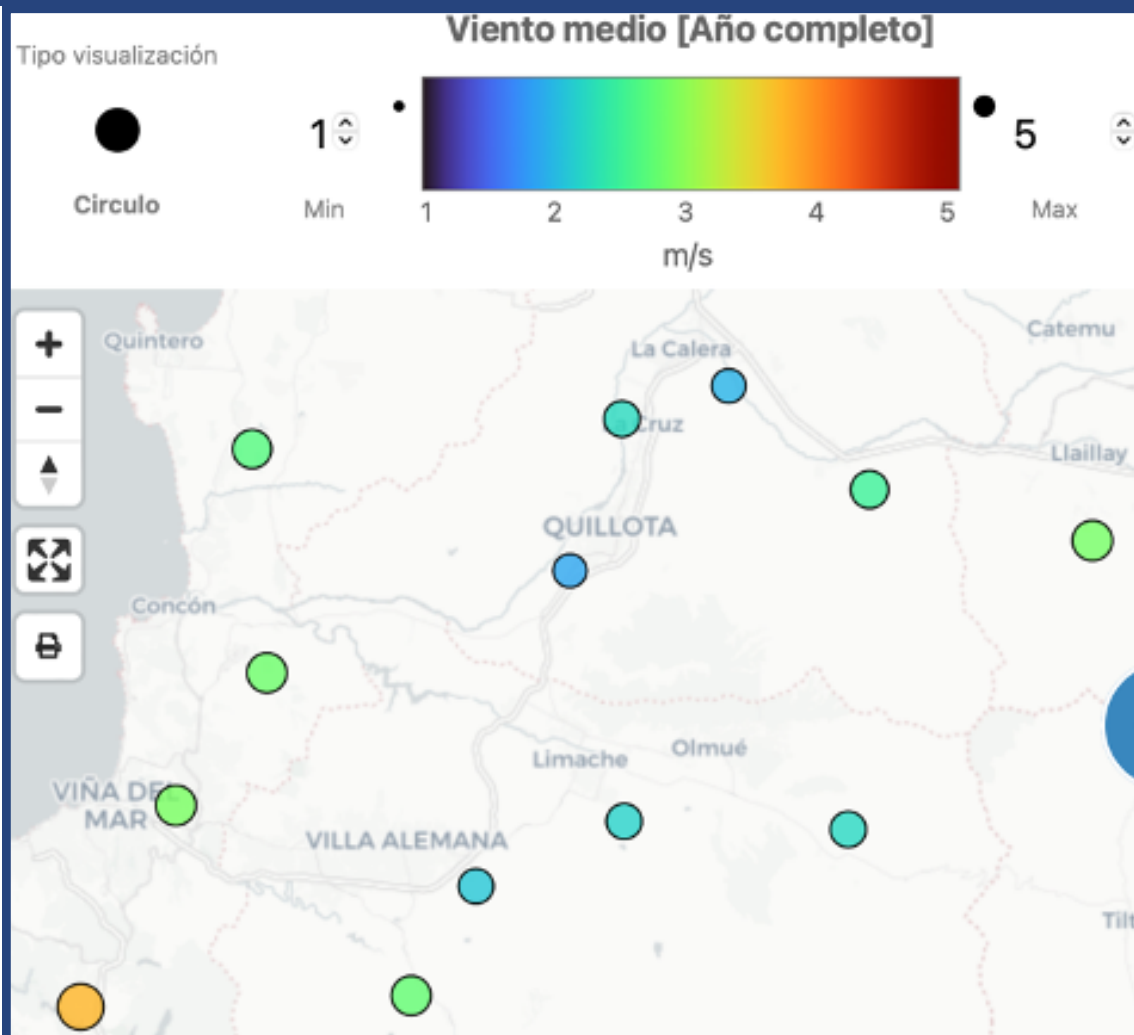 Viento medio [Año completo]
Tipo visualización
1
5
Circulo
Min
1 2 3 4 5
Max
m/s
Quintero
La Calera
Catemu
Cruz
Llaillay
QUILLOTA
Concón
Limache
Olmué
VIÑA DEL
MAR
VILLA ALEMANA